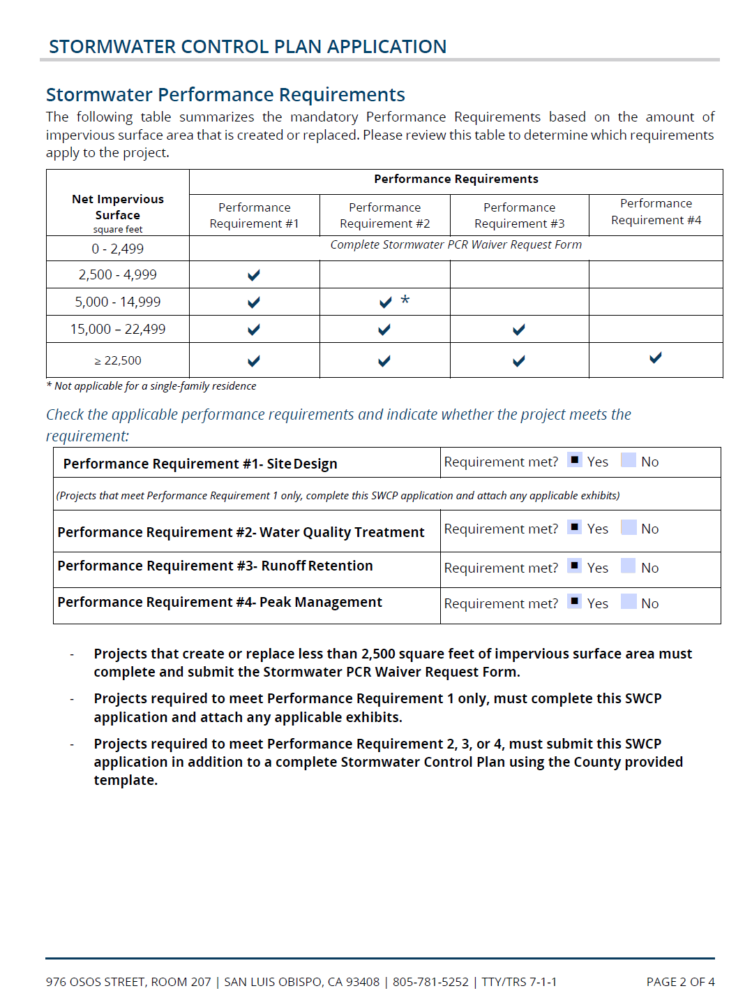 STORMWATER CONTROL PLAN APPLICATION
Stormwater Performance Requirements
The following table summarizes the mandatory Performance Requirements based on the amount of
impervious surface area that is created or replaced. Please review this table to determine which requirements
apply to the project.
Performance Requirements
Net Impervious
Surface
square feet
Performance
Requirement #1
Performance
Requirement #2
Performance
Requirement #3
Performance
Requirement #4
0 - 2,499
Complete Stormwater PCR Waiver Request Form
2,500 - 4,999 ✔
5,000 - 14,999 ✔ ✔ *
15,000 – 22,499 ✔ ✔ ✔
≥ 22,500 ✔ ✔ ✔ ✔
* Not applicable for a single-family residence
Check the applicable performance requirements and indicate whether the project meets the
requirement:
Performance Requirement #1- Site Design Requirement met? ■ Yes No
(Projects that meet Performance Requirement 1 only, complete this SWCP application and attach any applicable exhibits)
Performance Requirement #2- Water Quality Treatment Requirement met? ■ Yes No
Performance Requirement #3- Runoff Retention Requirement met? ■ Yes No
Performance Requirement #4- Peak Management Requirement met? ■ Yes No
- Projects that create or replace less than 2,500 square feet of impervious surface area must
complete and submit the Stormwater PCR Waiver Request Form.
- Projects required to meet Performance Requirement 1 only, must complete this SWCP
application and attach any applicable exhibits.
- Projects required to meet Performance Requirement 2, 3, or 4, must submit this SWCP
application in addition to a complete Stormwater Control Plan using the County provided
template.
976 OSOS STREET, ROOM 207 | SAN LUIS OBISPO, CA 93408 | 805-781-5252 | TTY/TRS 7-1-1 PAGE 2 OF 4